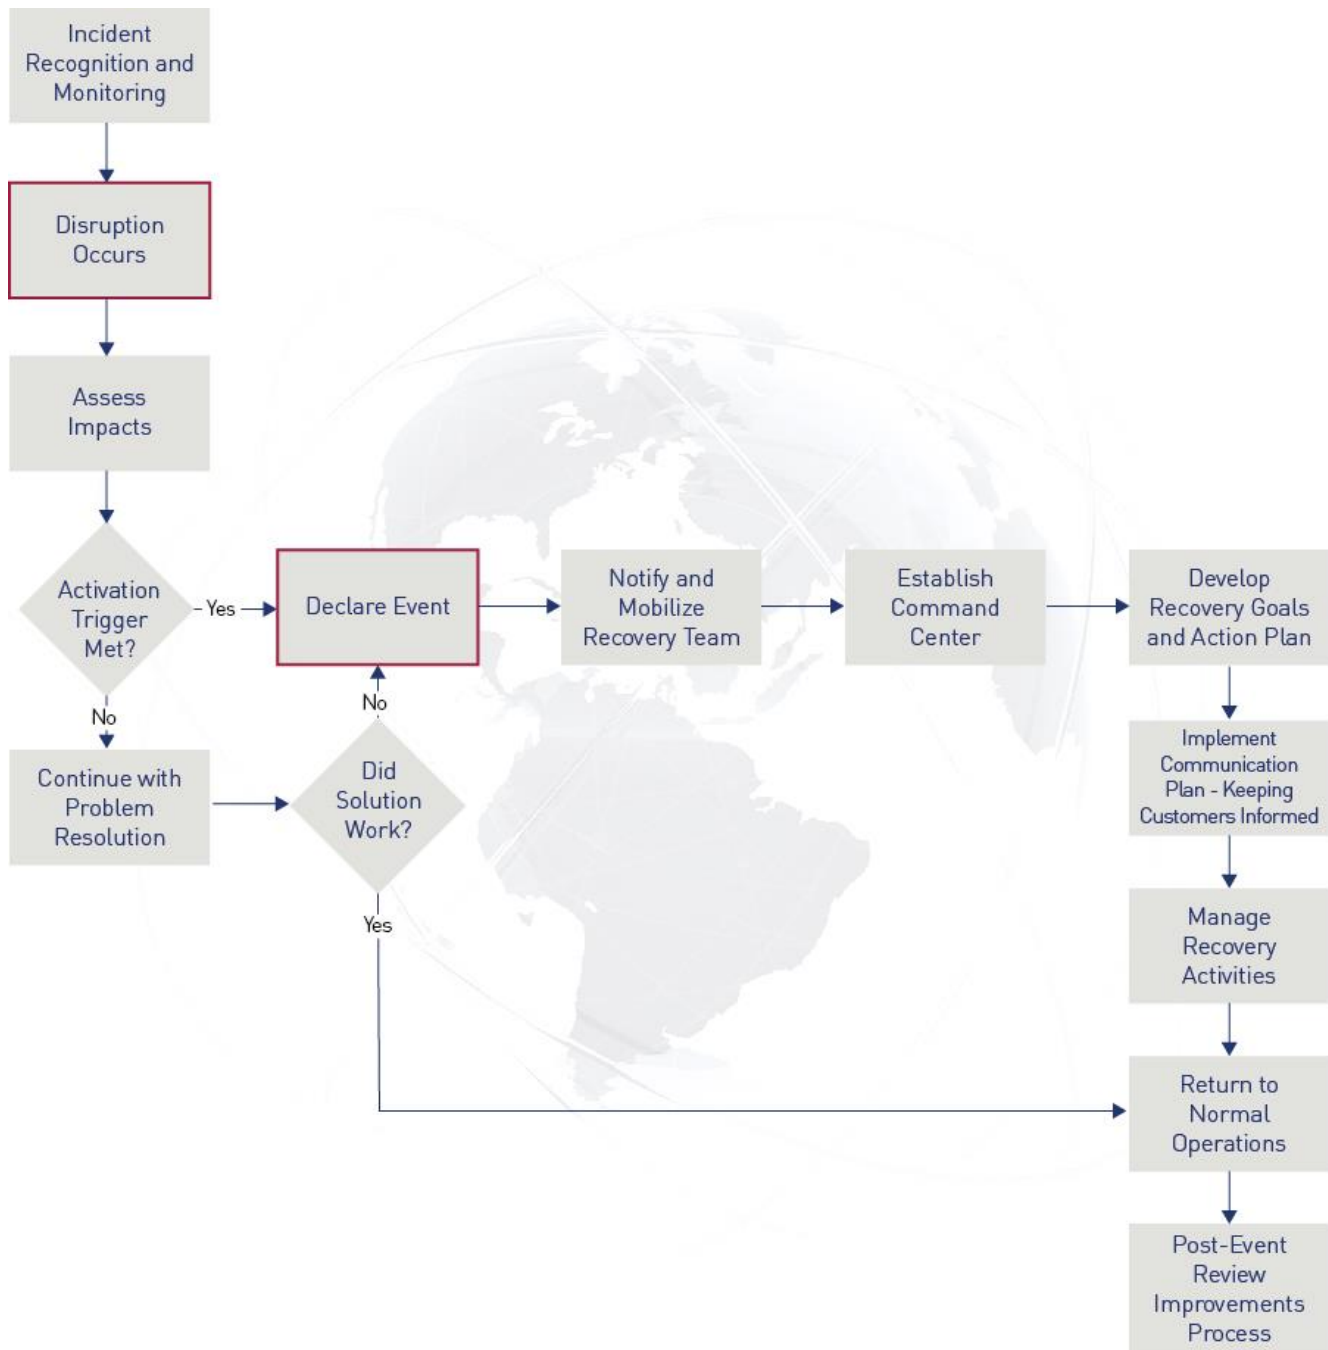 Incident
Recognition and
Monitoring
Disruption
Occurs
Assess
Impacts
Activation
Trigger
Met?
Yes
Declare Event
Notify and
Mobilize
Recovery Team
Establish
Command
Center
Develop
Recovery Goals
and Action Plan
No
Continue with
Problem
Resolution
No
Did
Solution
Work?
Yes
Implement
Communication
Plan - Keeping
Customers Informed
Manage
Recovery
Activities
Return to
Normal
Operations
Post-Event
Review
Improvements
Process